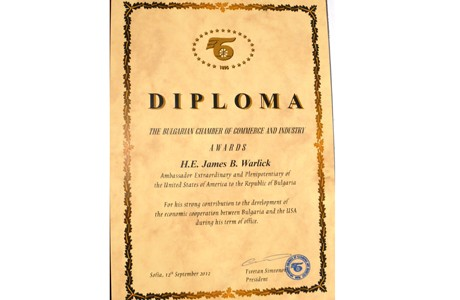 1895
DIPLOMA
THE BULGARIAN CHAMBER OF COMMERCE AND INDUSTRY
AWARDS
H.E. James B. Warlick
Ambassador Extraordinary and Plenipotentiary of
the United States of America to the Republic of Bulgaria
For his strong contribution to the development of
the economic cooperation between Bulgaria and the USA
during his term of office.
Sofia, 12th September 2012
Tsvetan Simeonov
President